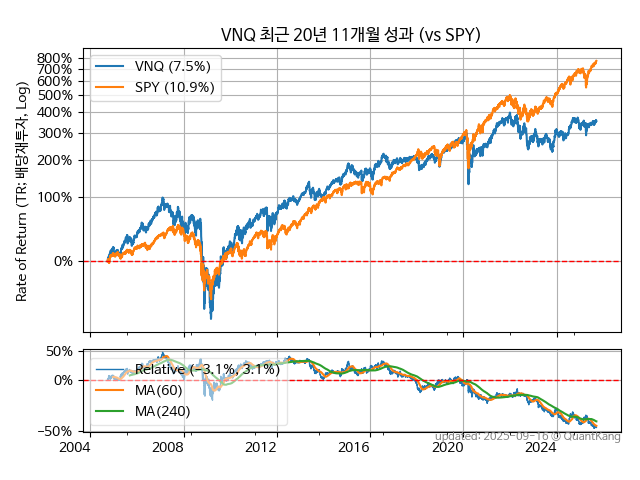 VNQ 최근 20년 11개월 성과 (vs SPY)
Rate of Return (TR: 배당재투자, Log)
800%
700%
600%
500%
400%
300%
200%
100%
0%
VNQ (7.5%)
SPY (10.9%)
50%
0%
−50%
Relative (−3.1%, 3.1%)
MA(60)
MA(240)
2004
2008
2012
2016
2020
2024
updated: 2025-09-16 © QuantKang